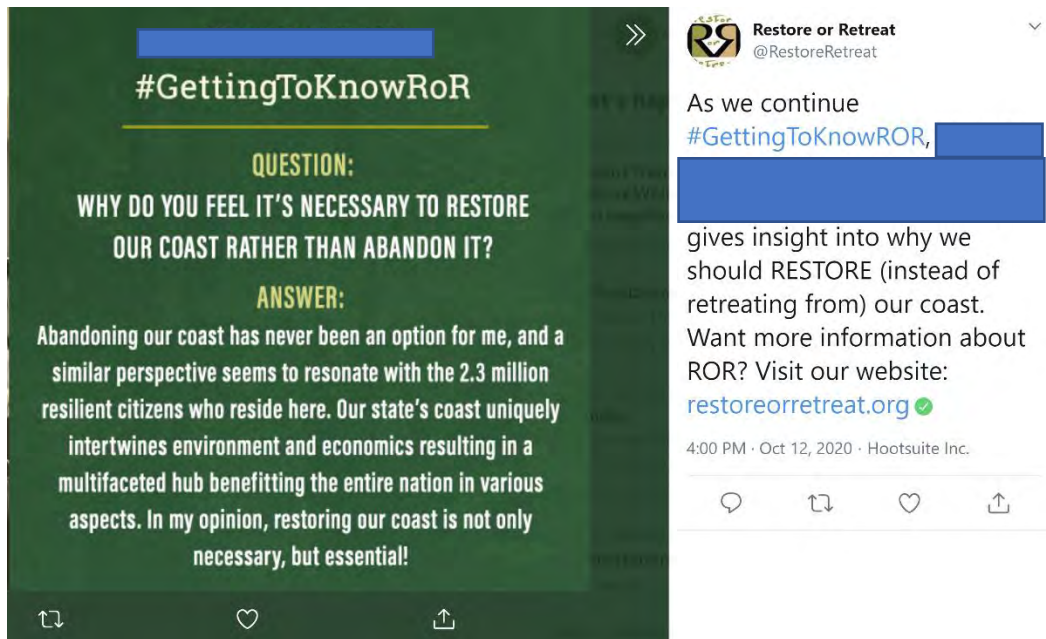 #GettingToKnowRoR
QUESTION:
WHY DO YOU FEEL IT'S NECESSARY TO RESTORE
OUR COAST RATHER THAN ABANDON IT?
ANSWER:
Abandoning our coast has never been an option for me, and a
similar perspective seems to resonate with the 2.3 million
resilient citizens who reside here. Our state's coast uniquely
intertwines environment and economics resulting in a
multifaceted hub benefitting the entire nation in various
aspects. In my opinion, restoring our coast is not only
necessary, but essential!
Restore or Retreat
@RestoreRetreat
As we continue
#GettingToKnowROR,
gives insight into why we
should RESTORE (instead of
retreating from) our coast.
Want more information about
ROR? Visit our website:
restoreorretreat.org
4:00 PM · Oct 12, 2020 · Hootsuite Inc.